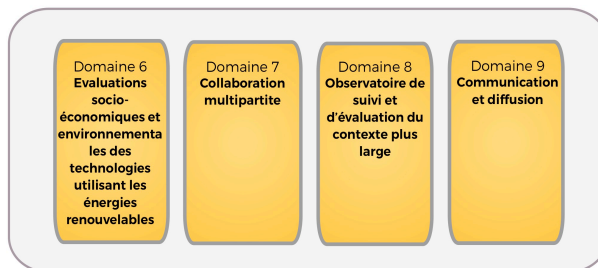 Domaine 6
Evaluations
socio-
économiques et
environnementa
les des
technologies
utilisant les
énergies
renouvelables
Domaine 7
Collaboration
multipartite
Domaine 8
Observatoire de
suivi et
d'évaluation du
contexte plus
large
Domaine 9
Communication
et diffusion